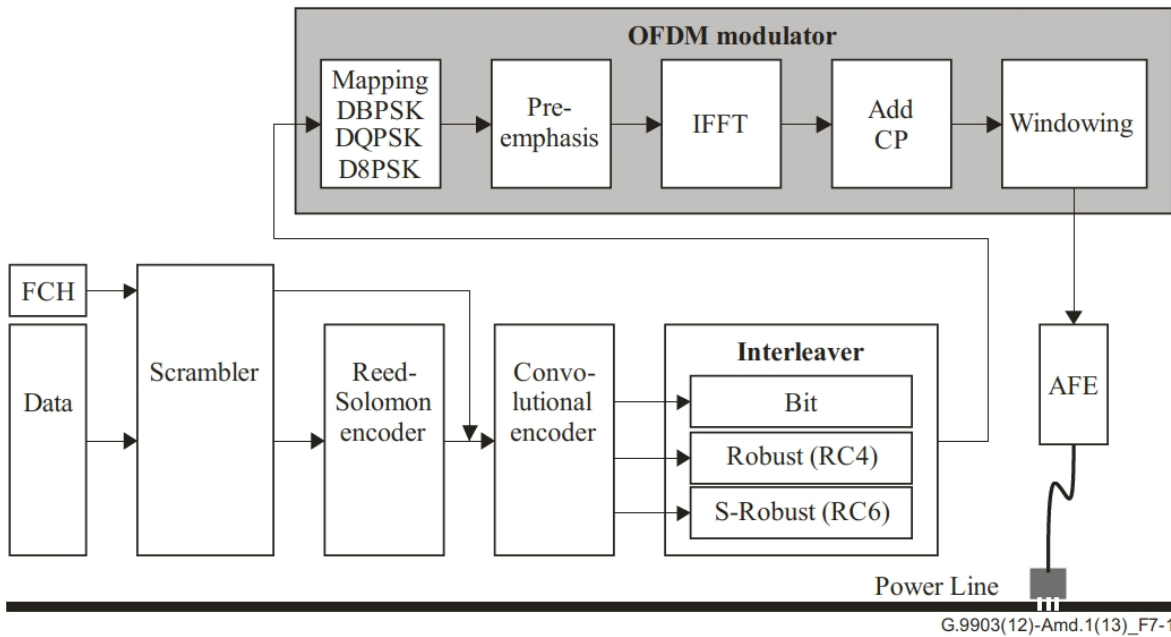 OFDM modulator
Mapping
DBPSK
DQPSK
D8PSK
Pre-
emphasis
IFFT
Add
CP
Windowing
FCH
Data
Scrambler
Reed-
Solomon
encoder
Convo-
lutional
encoder
Interleaver
Bit
Robust (RC4)
S-Robust (RC6)
AFE
Power Line
G.9903(12)-Amd.1(13)_F7-1